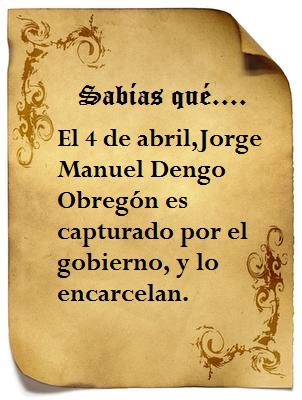 Sabías qué....
El 4 de abril,Jorge
Manuel Dengo
Obregón es
capturado por el
gobierno, y lo
encarcelan.